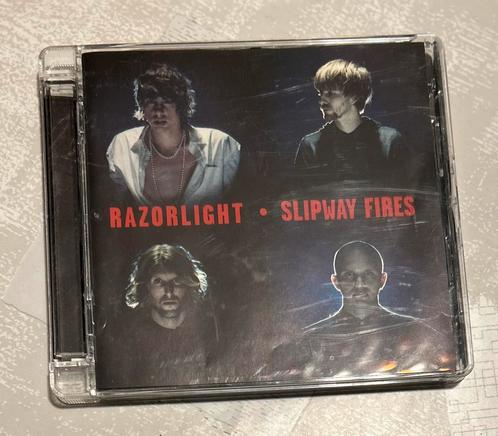 RAZORLIGHT • SLIPWAY FIRES